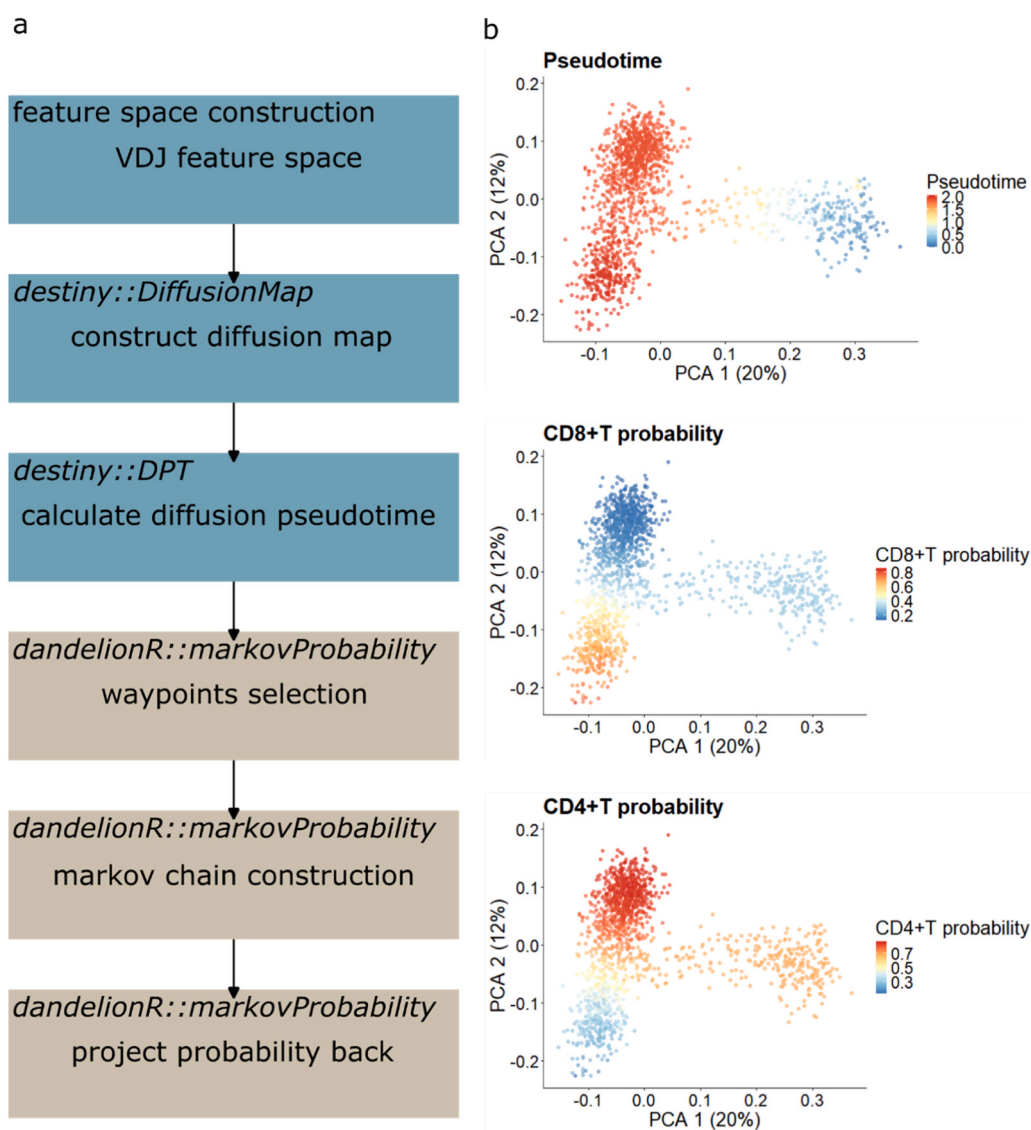 a
feature space construction
VDJ feature space
destiny::DiffusionMap
construct diffusion map
destiny::DPT
calculate diffusion pseudotime
dandelionR::markovProbability
waypoints selection
dandelionR::markovProbability
markov chain construction
dandelionR::markovProbability
project probability back
b
Pseudotime
0.2
0.1
0.0
-0.1
-0.2
PCA 2 (12%)
-0.1 0.0 0.1 0.2 0.3
PCA 1 (20%)
Pseudotime
2.0
1.5
1.0
0.5
0.0
CD8+T probability
0.2
0.1
0.0
-0.1
-0.2
PCA 2 (12%)
-0.1 0.0 0.1 0.2 0.3
PCA 1 (20%)
CD8+T probability
0.8
0.6
0.4
0.2
CD4+T probability
0.2
0.1
0.0
-0.1
-0.2
PCA 2 (12%)
-0.1 0.0 0.1 0.2 0.3
PCA 1 (20%)
CD4+T probability
0.7
0.5
0.3